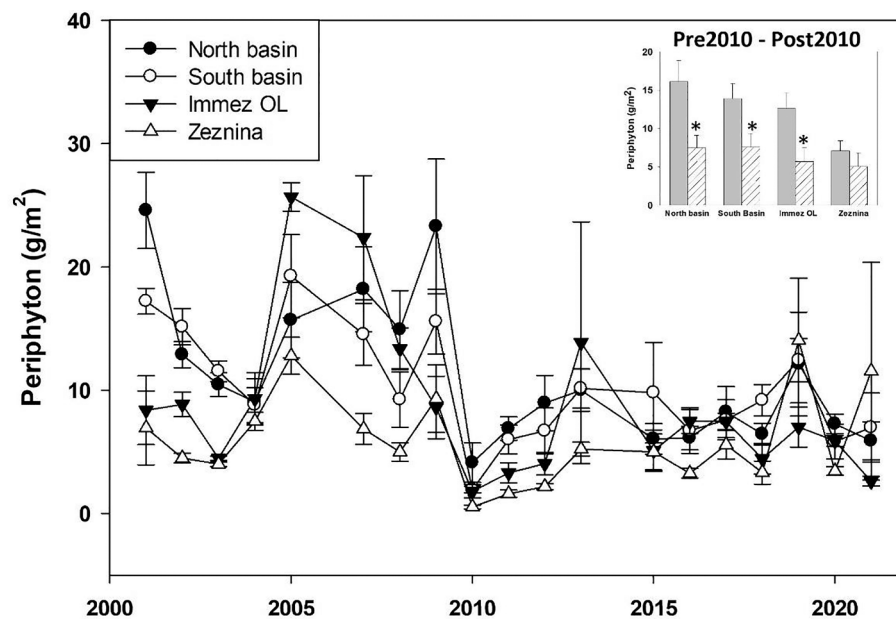 40
30
20
10
0
Periphyton (g/m²)
2000
2005
2010
2015
2020
North basin
South basin
Immez OL
Zeznina
Pre2010 - Post2010
20
15
10
5
0
Periphyton (g/m²)
*
*
*
North basin
South Basin
Immez OL
Zeznina